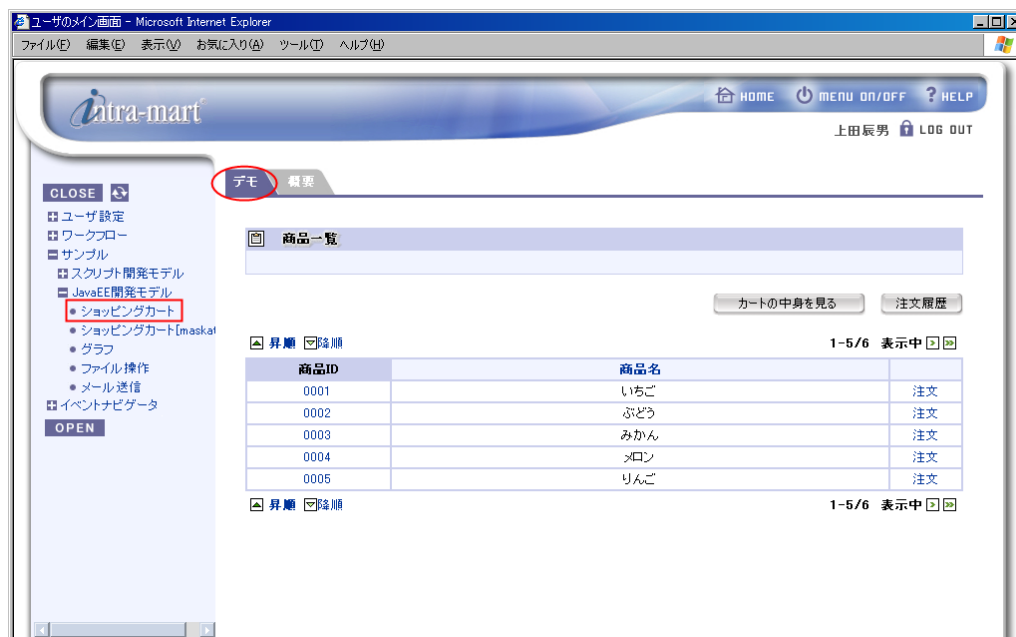 ユーザのメイン画面 - Microsoft Internet Explorer
ファイル(F) 編集(E) 表示(V) お気に入り(A) ツール(T) ヘルプ(H)
intra-mart
HOME MENU ON/OFF ? HELP
上田辰男 LOG OUT
デモ 概要
CLOSE
ユーザ設定
ワークフロー
サンプル
スクリプト開発モデル
JavaEE開発モデル
ショッピングカート
ショッピングカート[maskat
グラフ
ファイル操作
メール送信
イベントナビゲータ
OPEN
商品一覧
カートの中身を見る 注文履歴
昇順 降順 1-5/6 表示中
商品ID 商品名
0001 いちご 注文
0002 ぶどう 注文
0003 みかん 注文
0004 メロン 注文
0005 りんご 注文
昇順 降順 1-5/6 表示中